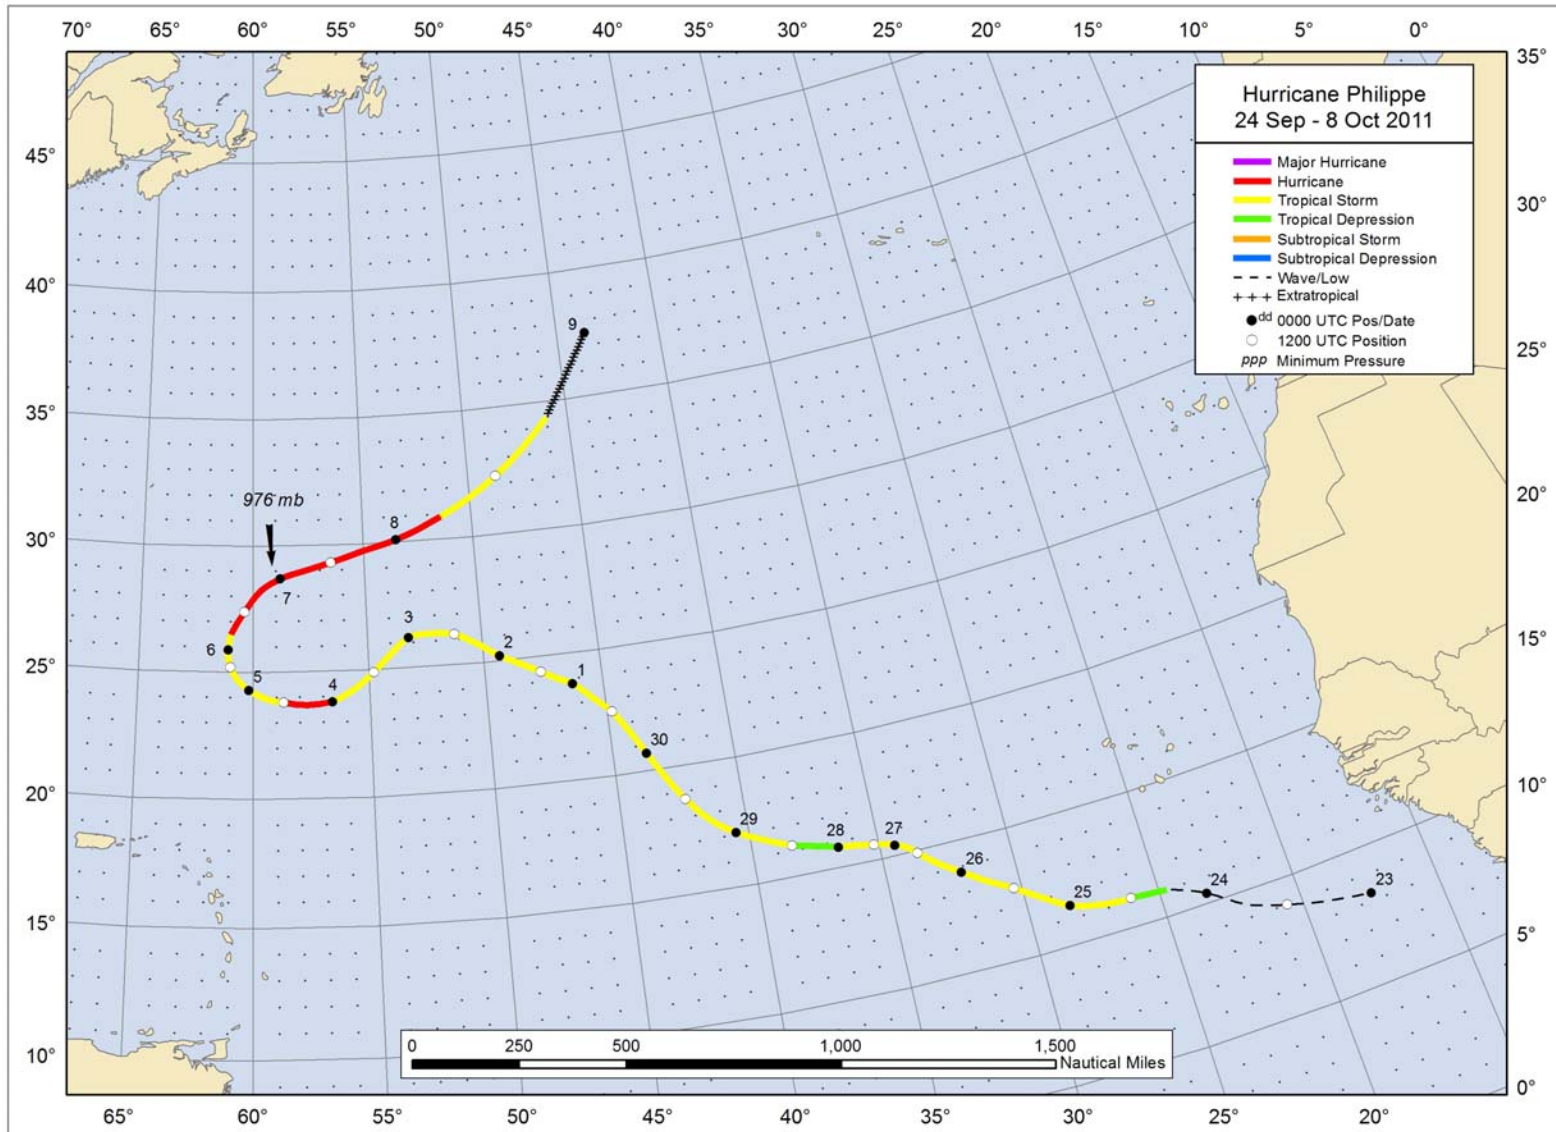 70° 65° 60° 55° 50° 45° 40° 35° 30° 25° 20° 15° 10° 5° 0°
35°
Hurricane Philippe
24 Sep - 8 Oct 2011
Major Hurricane
Hurricane
Tropical Storm
Tropical Depression
Subtropical Storm
Subtropical Depression
Wave/Low
Extratropical
dd 0000 UTC Pos/Date
1200 UTC Position
ppp Minimum Pressure
45°
30°
40°
9
25°
35°
976 mb
20°
8
30°
7
3
15°
6
2
25°
5
4
1
30
10°
20°
29
28
27
26
24
23
25
15°
5°
10°
0 250 500 1,000 1,500
Nautical Miles
0°
65° 60° 55° 50° 45° 40° 35° 30° 25° 20°